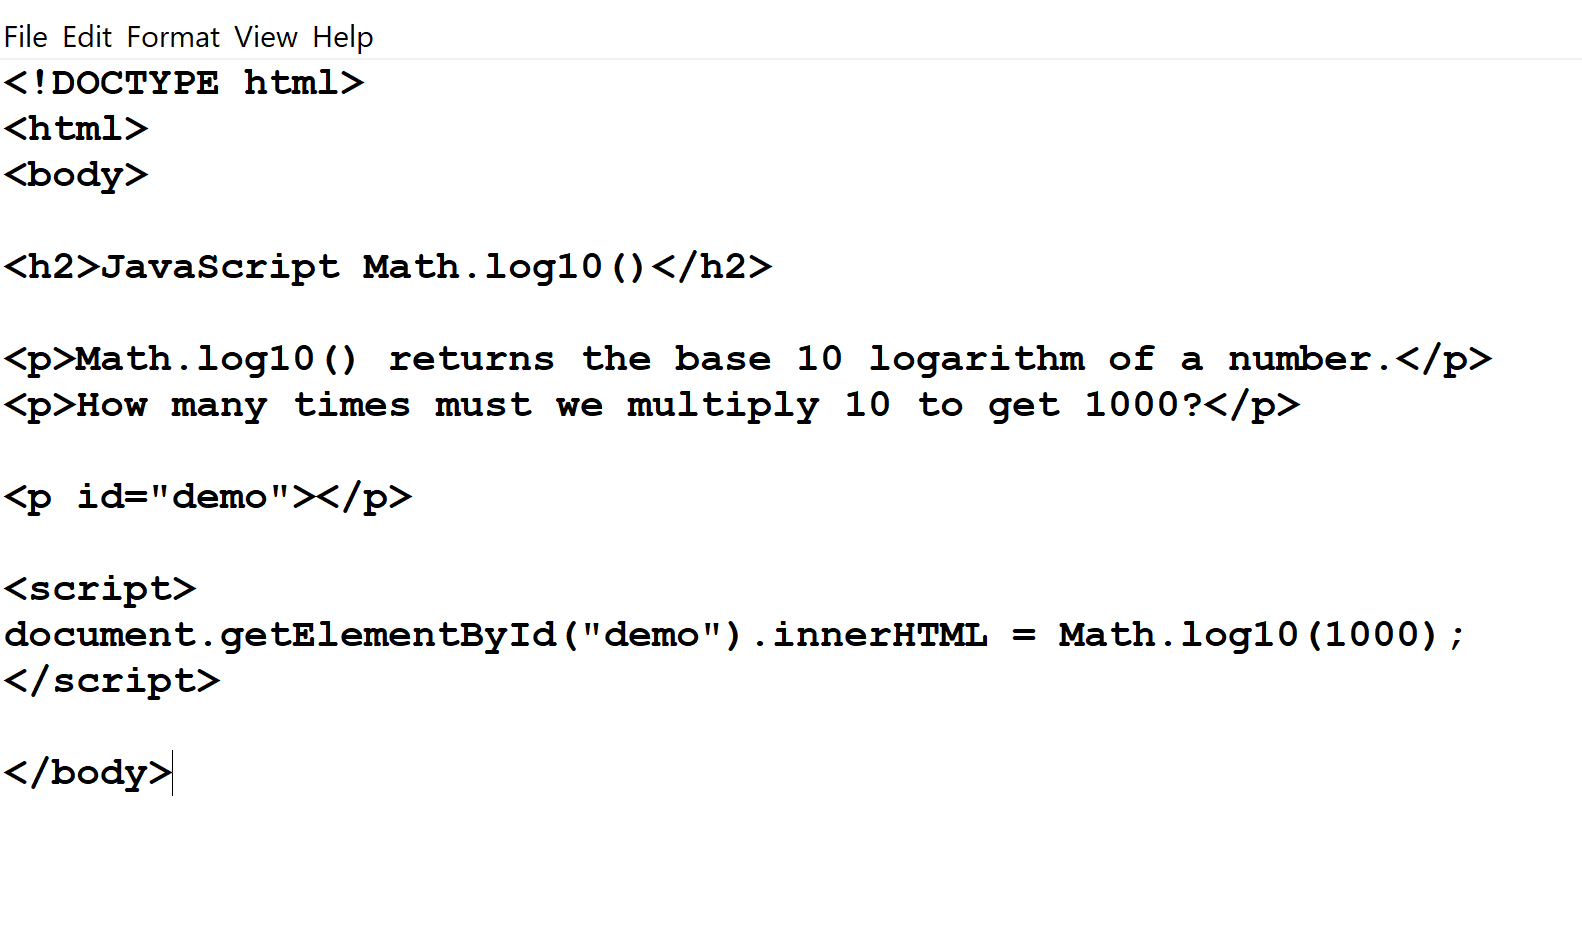 File Edit Format View Help
<!DOCTYPE html>
<html>
<body>
<h2>JavaScript Math.log10()</h2>
<p>Math.log10() returns the base 10 logarithm of a number.</p>
<p>How many times must we multiply 10 to get 1000?</p>
<p id="demo"></p>
<script>
document.getElementById("demo").innerHTML = Math.log10(1000);
</script>
</body>